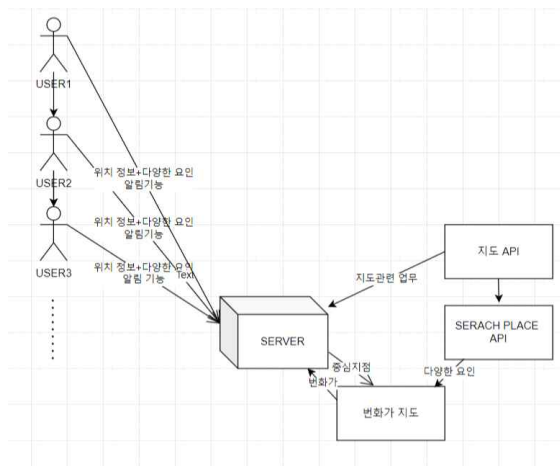 USER1
USER2
위치 정보+다양한 요인
알림기능
위치 정보+다양한 요인
알림기능
USER3
위치 정보+다양한 요인
알림 기능
Text
지도 API
지도관련 업무
SERACH PLACE
API
SERVER
중심지점
번화가
다양한 요인
번화가 지도